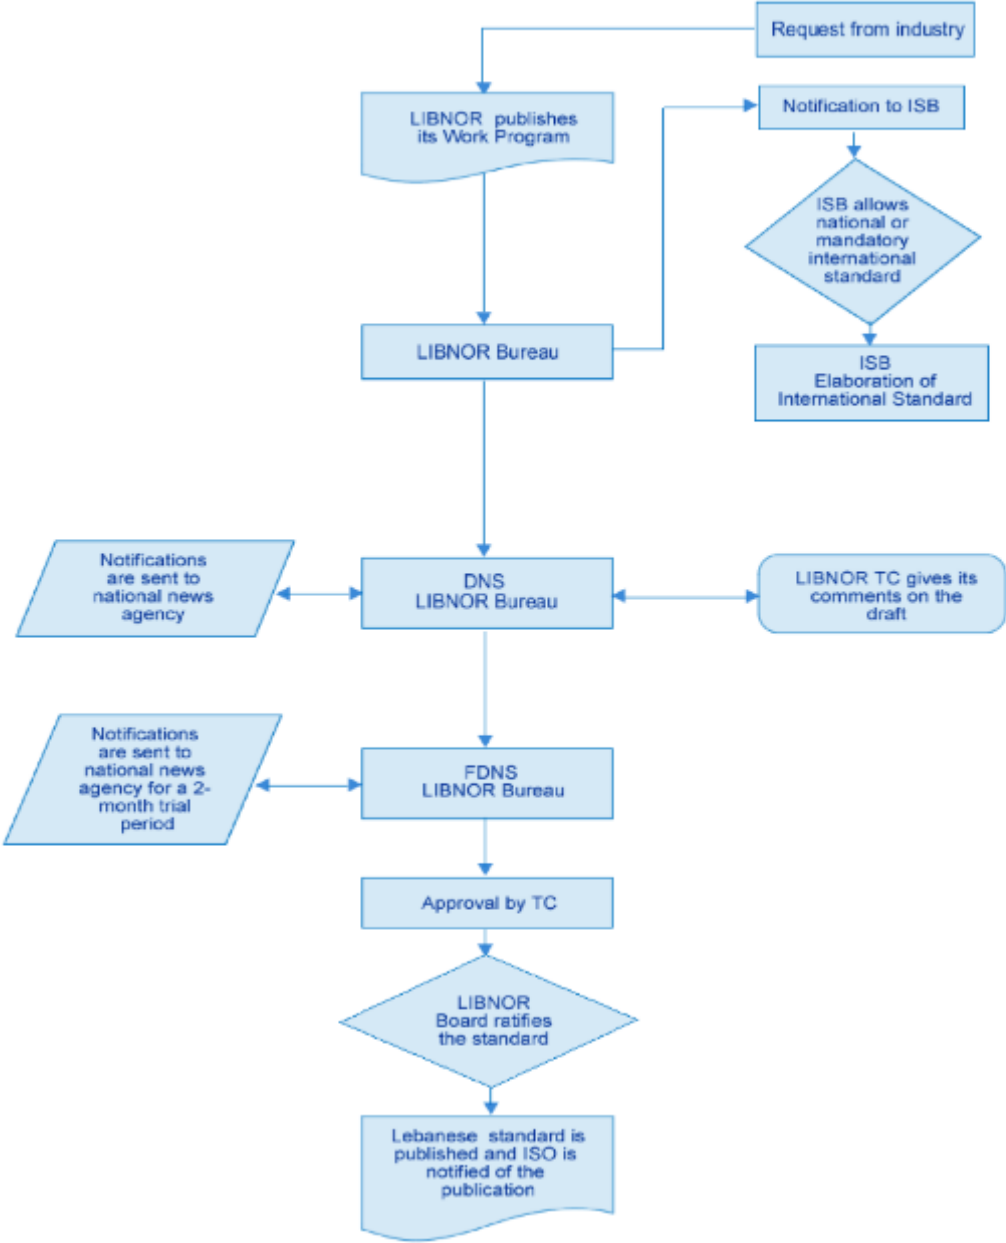 Request from industry
LIBNOR publishes
its Work Program
Notification to ISB
ISB allows
national or
mandatory
international
standard
LIBNOR Bureau
ISB
Elaboration of
International Standard
Notifications
are sent to
national news
agency
DNS
LIBNOR Bureau
LIBNOR TC gives its
comments on the
draft
Notifications
are sent to
national news
agency for a 2-
month trial
period
FDNS
LIBNOR Bureau
Approval by TC
LIBNOR
Board ratifies
the standard
Lebanese standard is
published and ISO is
notified of the
publication